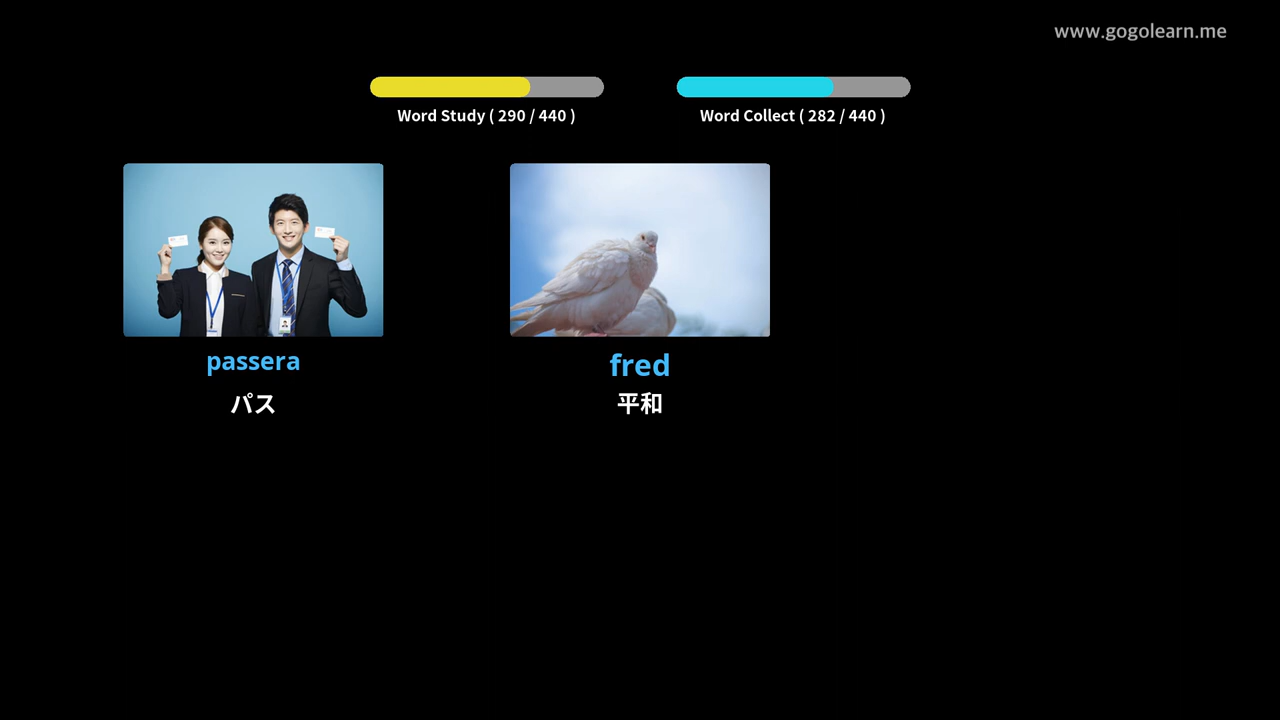 www.gogolearn.me
Word Study ( 290 / 440 )
Word Collect ( 282 / 440 )
passera
パス
fred
平和